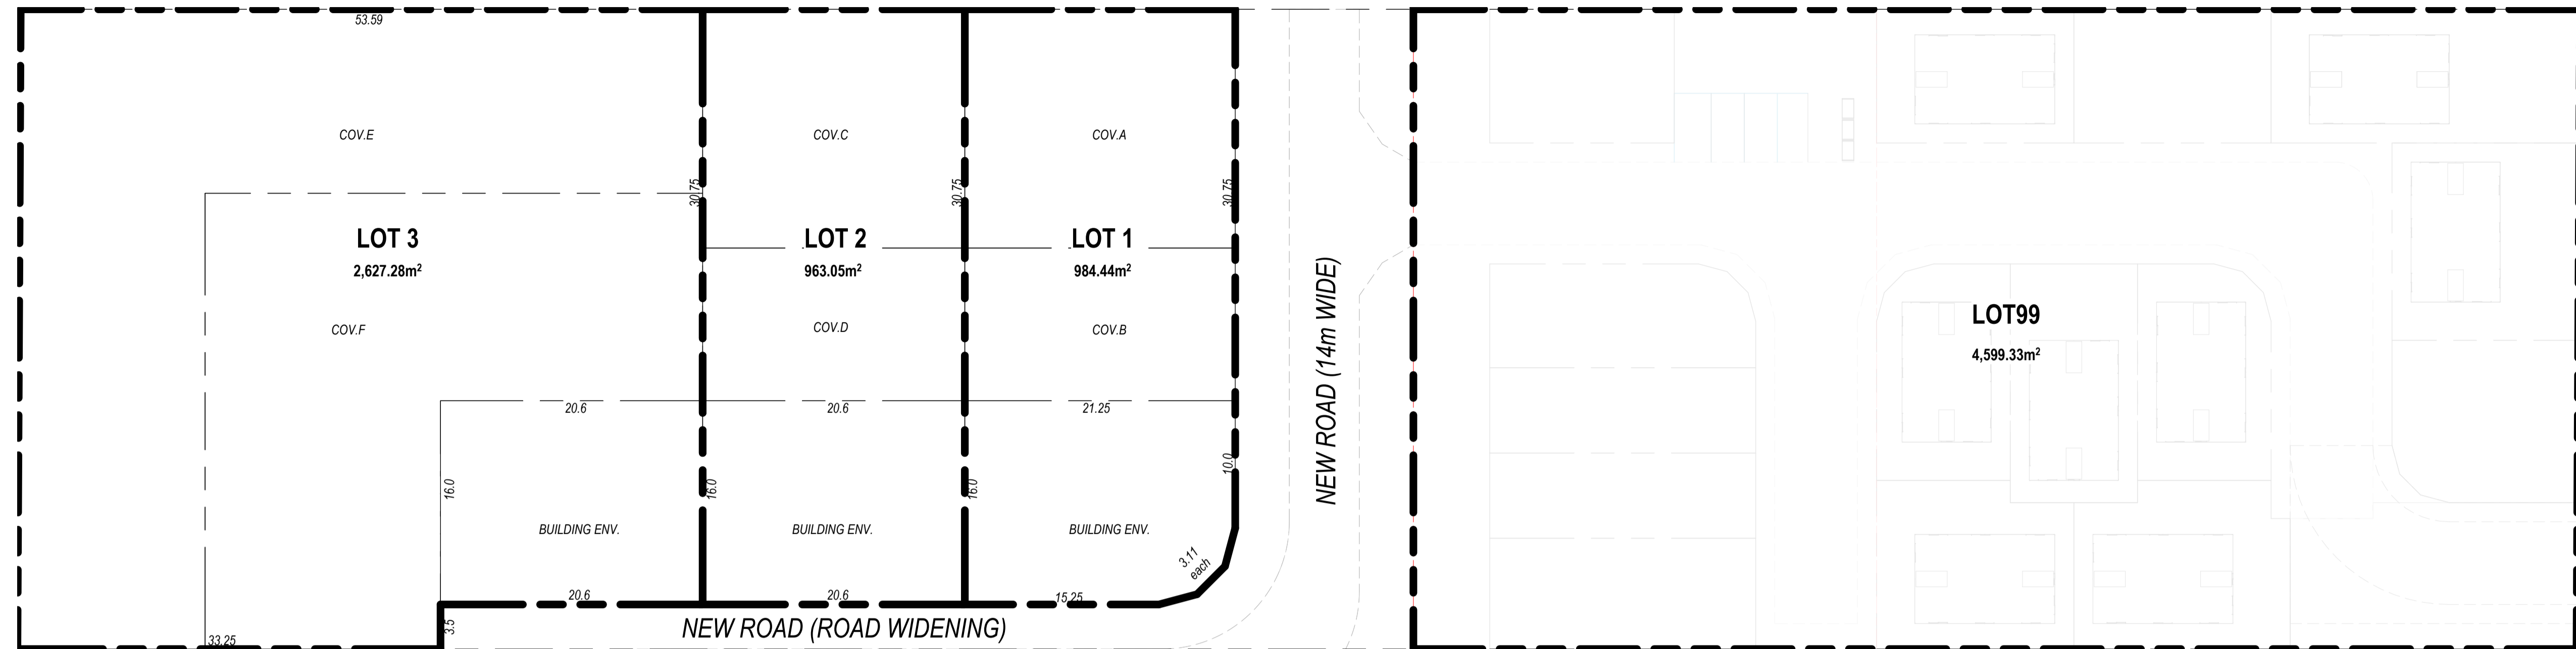 53.59
COV.E
COV.C
COV.A
30.75
30.75
30.75
LOT 3
2,627.28m²
LOT 2
963.05m²
LOT 1
984.44m²
NEW ROAD (14m WIDE)
LOT99
4,599.33m²
COV.F
COV.D
COV.B
20.6
20.6
21.25
16.0
16.0
16.0
10.0
BUILDING ENV.
BUILDING ENV.
BUILDING ENV.
3.11
each
20.6
20.6
15.25
3.5
NEW ROAD (ROAD WIDENING)
33.25